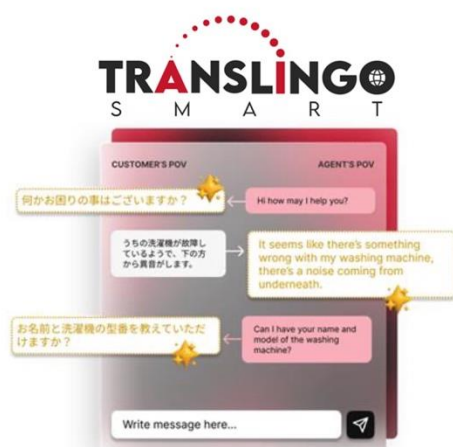 TRANSLINGO
SMART
CUSTOMER'S POV
AGENT'S POV
何かお困りの事はございますか？
Hi how may I help you?
うちの洗濯機が故障し
ているようで、下の方
から異音がします。
It seems like there's something
wrong with my washing machine,
there's a noise coming from
underneath.
お名前と洗濯機の型番を教えていただ
けますか？
Can I have your name and
model of the washing
machine?
Write message here...